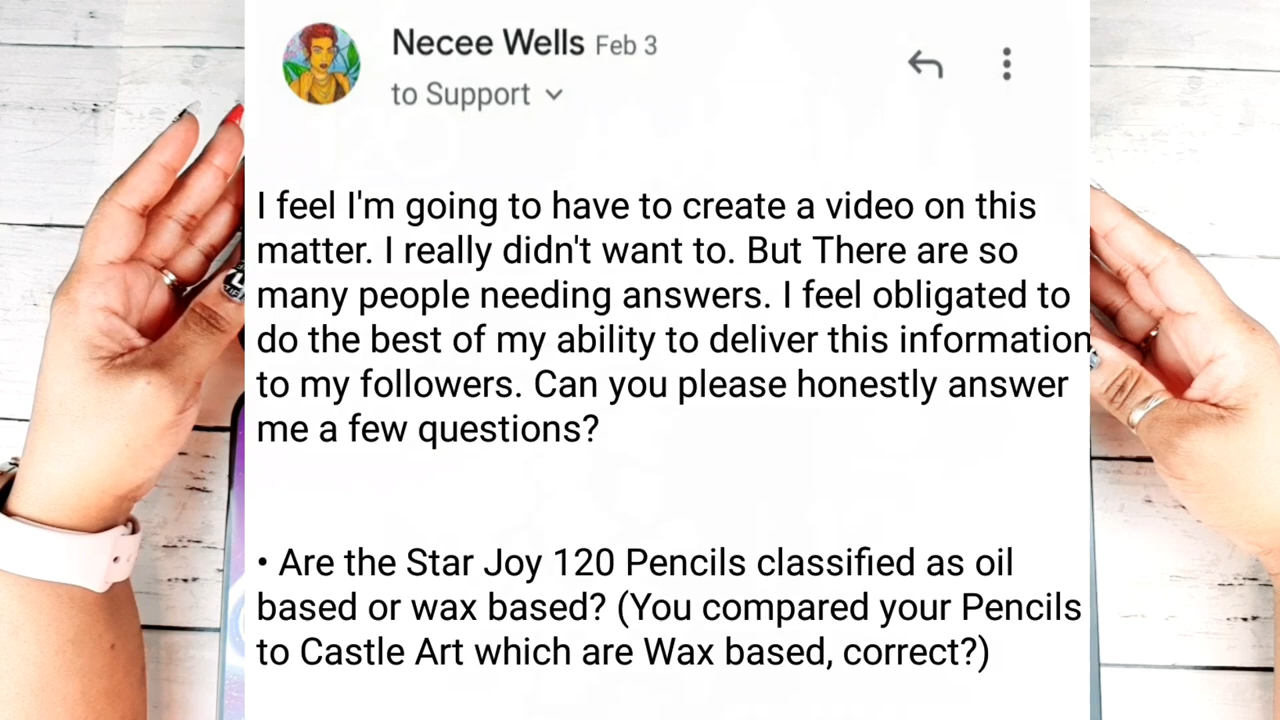 Necee Wells Feb 3
to Support
I feel I'm going to have to create a video on this
matter. I really didn't want to. But There are so
many people needing answers. I feel obligated to
do the best of my ability to deliver this information
to my followers. Can you please honestly answer
me a few questions?
• Are the Star Joy 120 Pencils classified as oil
based or wax based? (You compared your Pencils
to Castle Art which are Wax based, correct?)